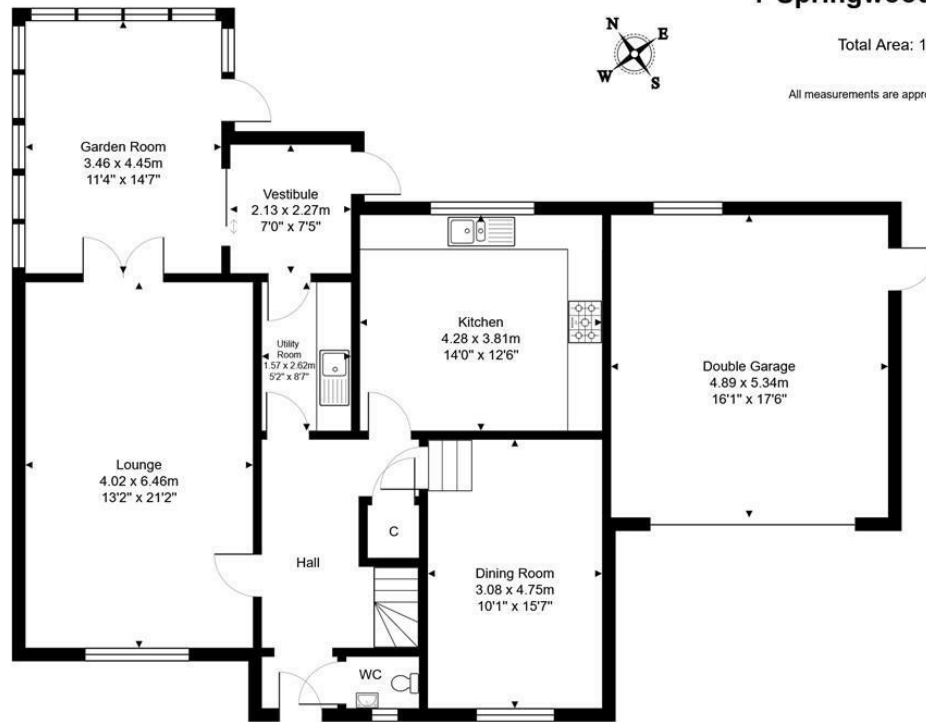 Springwood
N
E
W
S
Total Area: 1
All measurements are appro
Garden Room
3.46 x 4.45m
11'4" x 14'7"
Vestibule
2.13 x 2.27m
7'0" x 7'5"
Kitchen
4.28 x 3.81m
14'0" x 12'6"
Utility
Room
1.57 x 2.62m
5'2" x 8'7"
Double Garage
4.89 x 5.34m
16'1" x 17'6"
Lounge
4.02 x 6.46m
13'2" x 21'2"
C
Hall
Dining Room
3.08 x 4.75m
10'1" x 15'7"
WC